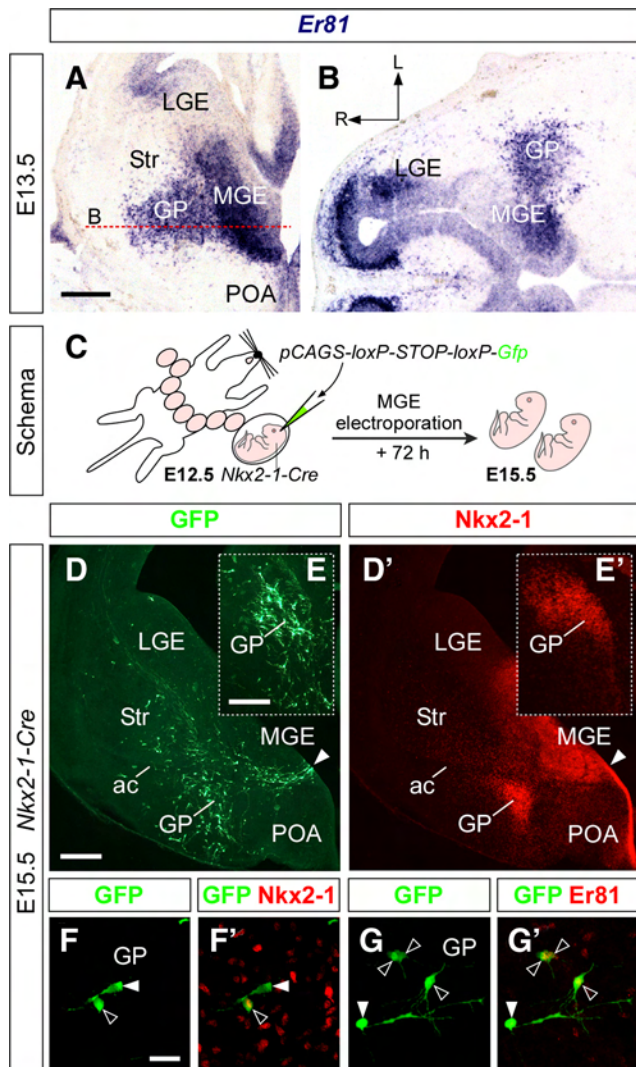 Er81
E13.5
A
LGE
Str
GP
MGE
B
POA
B
L
R
LGE
GP
MGE
Schema
C
pCAGS-loxP-STOP-loxP-Gfp
MGE
electroporation
+ 72 h
E12.5 Nkx2-1-Cre
E15.5
GFP
Nkx2-1
E15.5 Nkx2-1-Cre
D
E
GP
LGE
Str
MGE
ac
GP
POA
D'
E'
GP
LGE
Str
MGE
ac
GP
POA
GFP
GFP Nkx2-1
GFP
GFP Er81
F
GP
F'
G
GP
G'